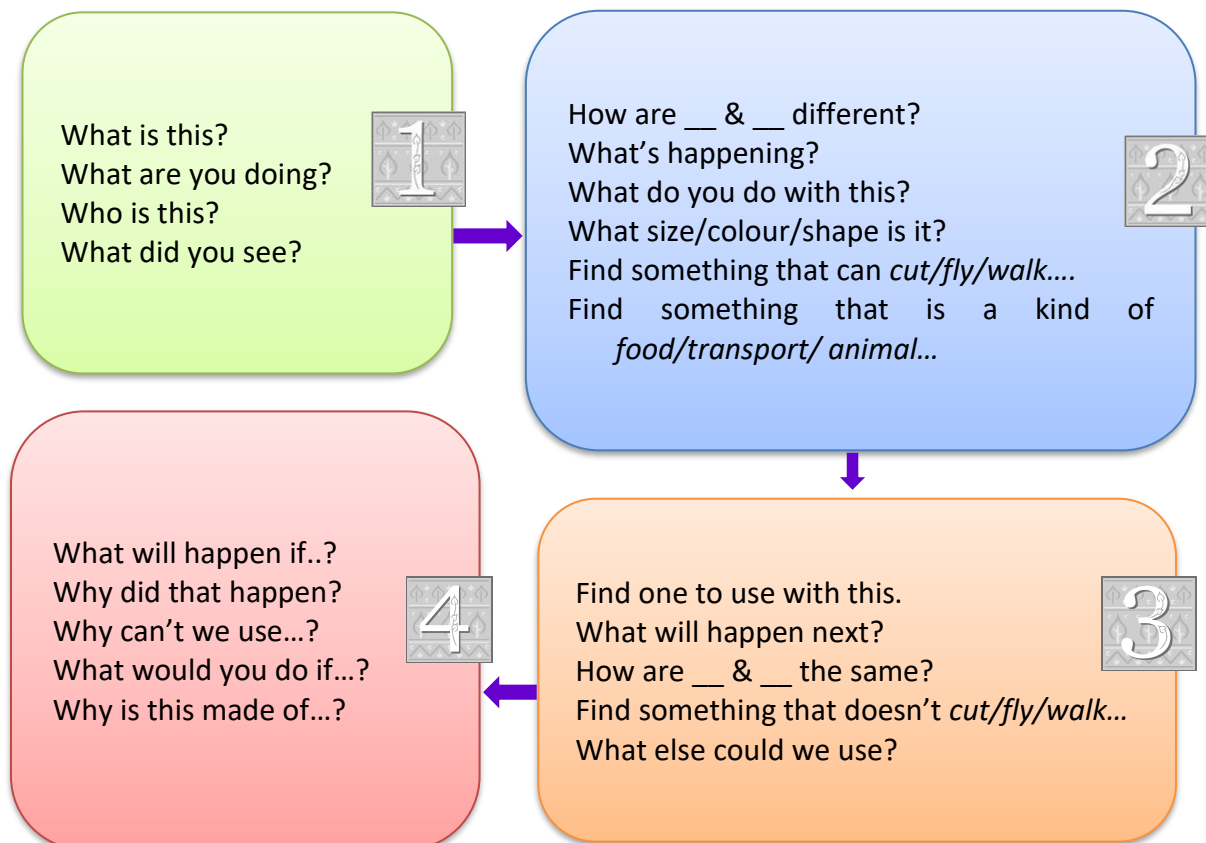 What is this?
What are you doing?
Who is this?
What did you see?
1
How are __ & __ different?
What's happening?
What do you do with this?
What size/colour/shape is it?
Find something that can cut/fly/walk....
Find something that is a kind of
food/transport/ animal…
2
Find one to use with this.
What will happen next?
How are __ & __ the same?
Find something that doesn't cut/fly/walk…
What else could we use?
3
What will happen if..?
Why did that happen?
Why can't we use…?
What would you do if…?
Why is this made of…?
4